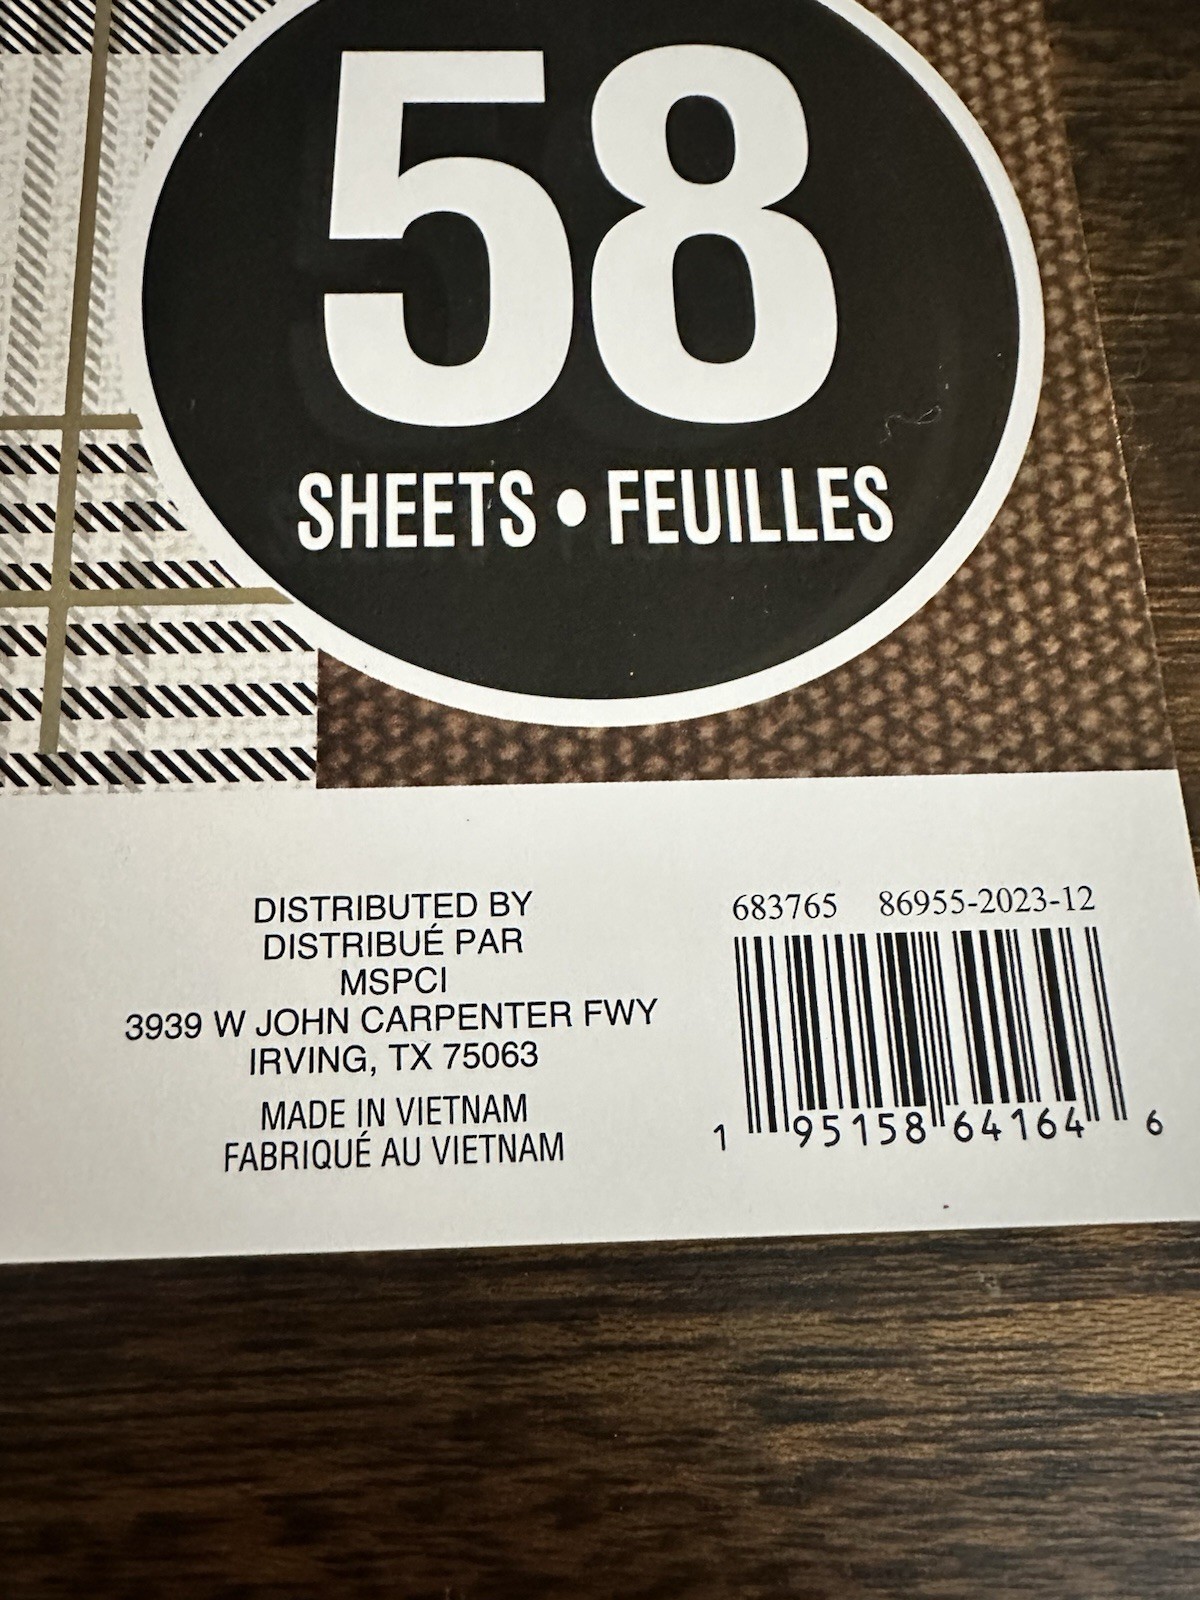 58
SHEETS • FEUILLES
DISTRIBUTED BY
DISTRIBUÉ PAR
MSPCI
3939 W JOHN CARPENTER FWY
IRVING, TX 75063
MADE IN VIETNAM
FABRIQUÉ AU VIETNAM
683765 86955-2023-12
1 95158 64164 6